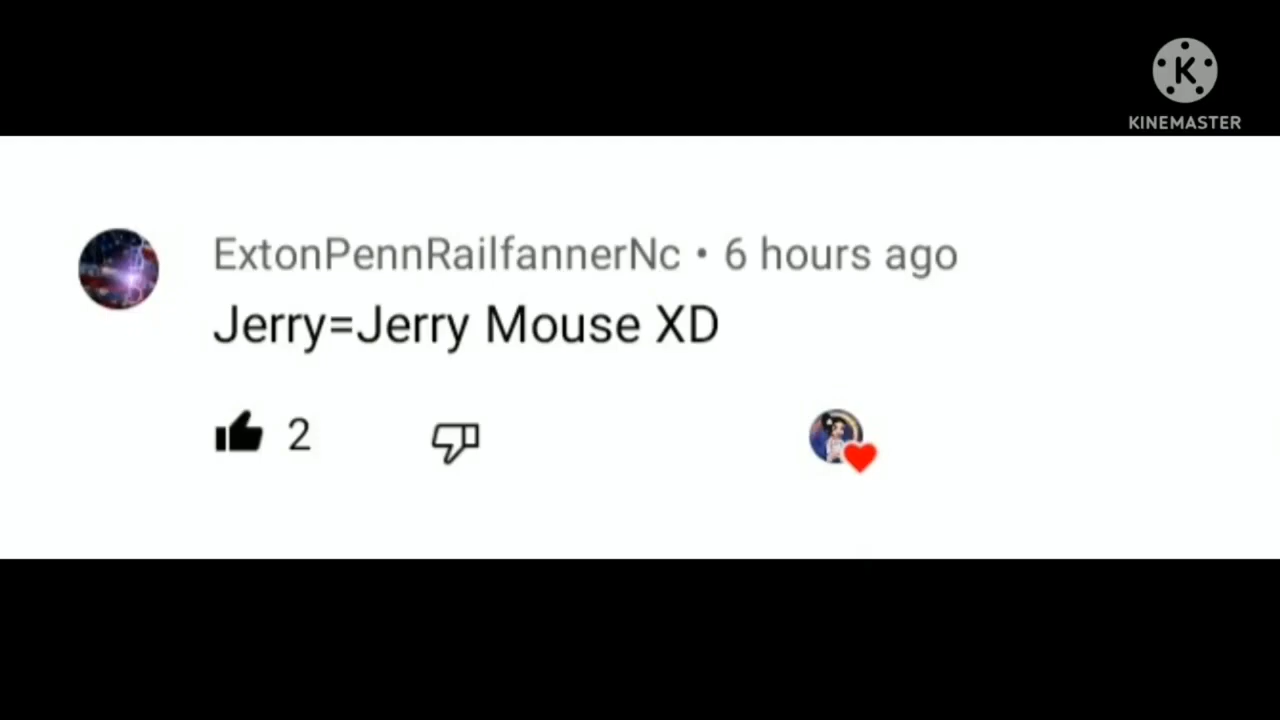 K
KINEMASTER
ExtonPennRailfannerNc • 6 hours ago
Jerry=Jerry Mouse XD
2